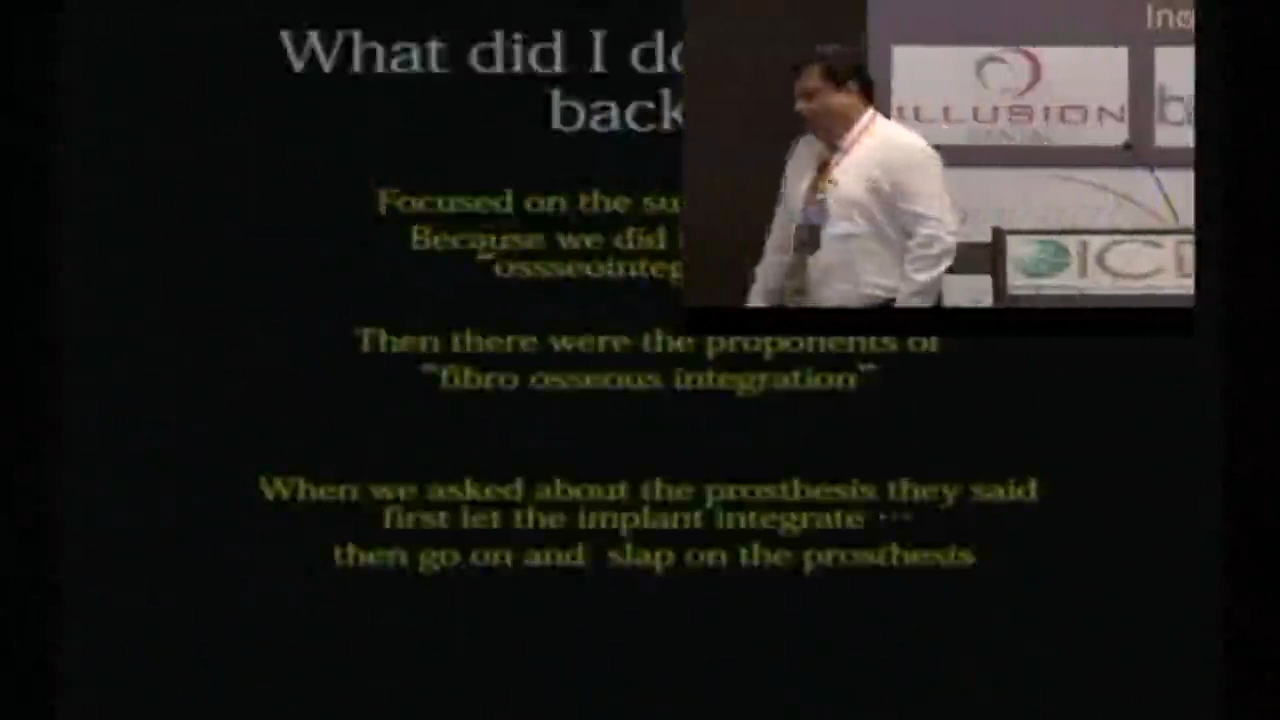 What did I do
back
Focused on the su
Because we did
"ossseointeg
Then there were the proponents of
"fibro osseous integration"
When we asked about the prosthesis they said
first let the implant integrate ...
then go on and slap on the prosthesis
ILLUSION
ICD